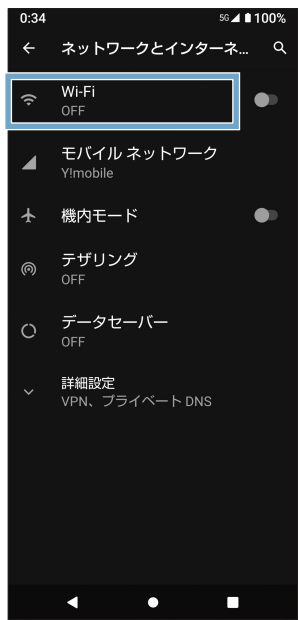 0:34 5G 100%
ネットワークとインターネ...
Wi-Fi
OFF
モバイル ネットワーク
Y!mobile
機内モード
テザリング
OFF
データセーバー
OFF
詳細設定
VPN、プライベート DNS